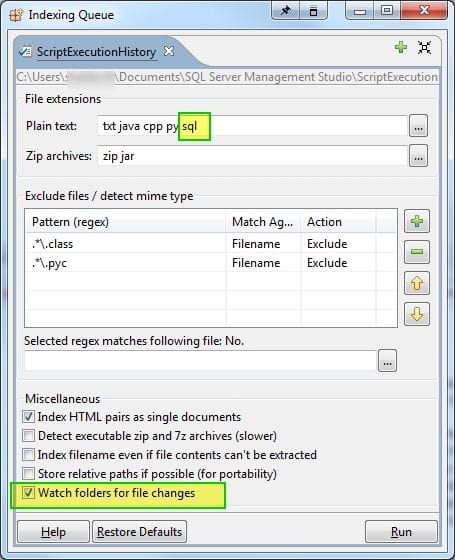 Indexing Queue
ScriptExecutionHistory
C:\Users\s\Documents\SQL Server Management Studio\ScriptExecution
File extensions
Plain text: txt java cpp py sql ...
Zip archives: zip jar ...
Exclude files / detect mime type
Pattern (regex) Match Ag... Action
.*\.class Filename Exclude
.*\.pyc Filename Exclude
Selected regex matches following file: No.
...
Miscellaneous
Index HTML pairs as single documents
Detect executable zip and 7z archives (slower)
Index filename even if file contents can't be extracted
Store relative paths if possible (for portability)
Watch folders for file changes
Help Restore Defaults Run